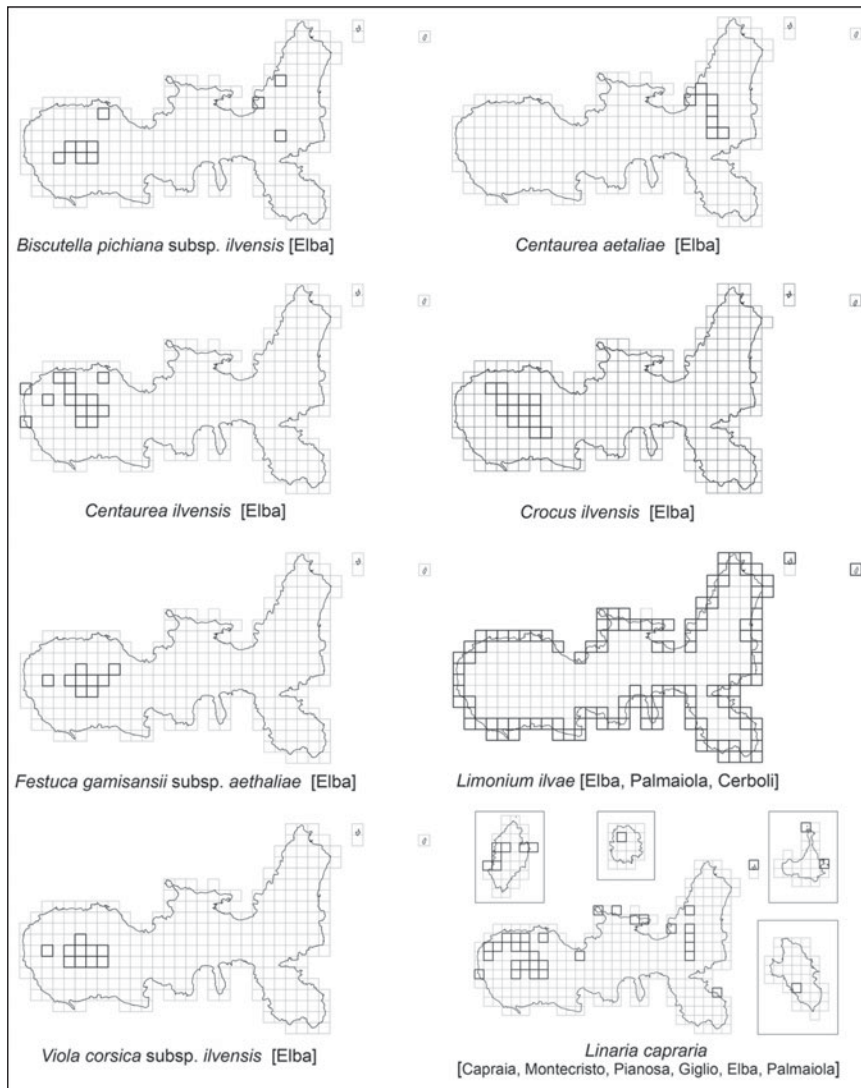 Biscutella pichiana subsp. ilvensis [Elba]
Centaurea aetaliae [Elba]
Centaurea ilvensis [Elba]
Crocus ilvensis [Elba]
Festuca gamisansii subsp. aethaliae [Elba]
Limonium ilvae [Elba, Palmaiola, Cerboli]
Viola corsica subsp. ilvensis [Elba]
Linaria capraria
[Capraia, Montecristo, Pianosa, Giglio, Elba, Palmaiola]